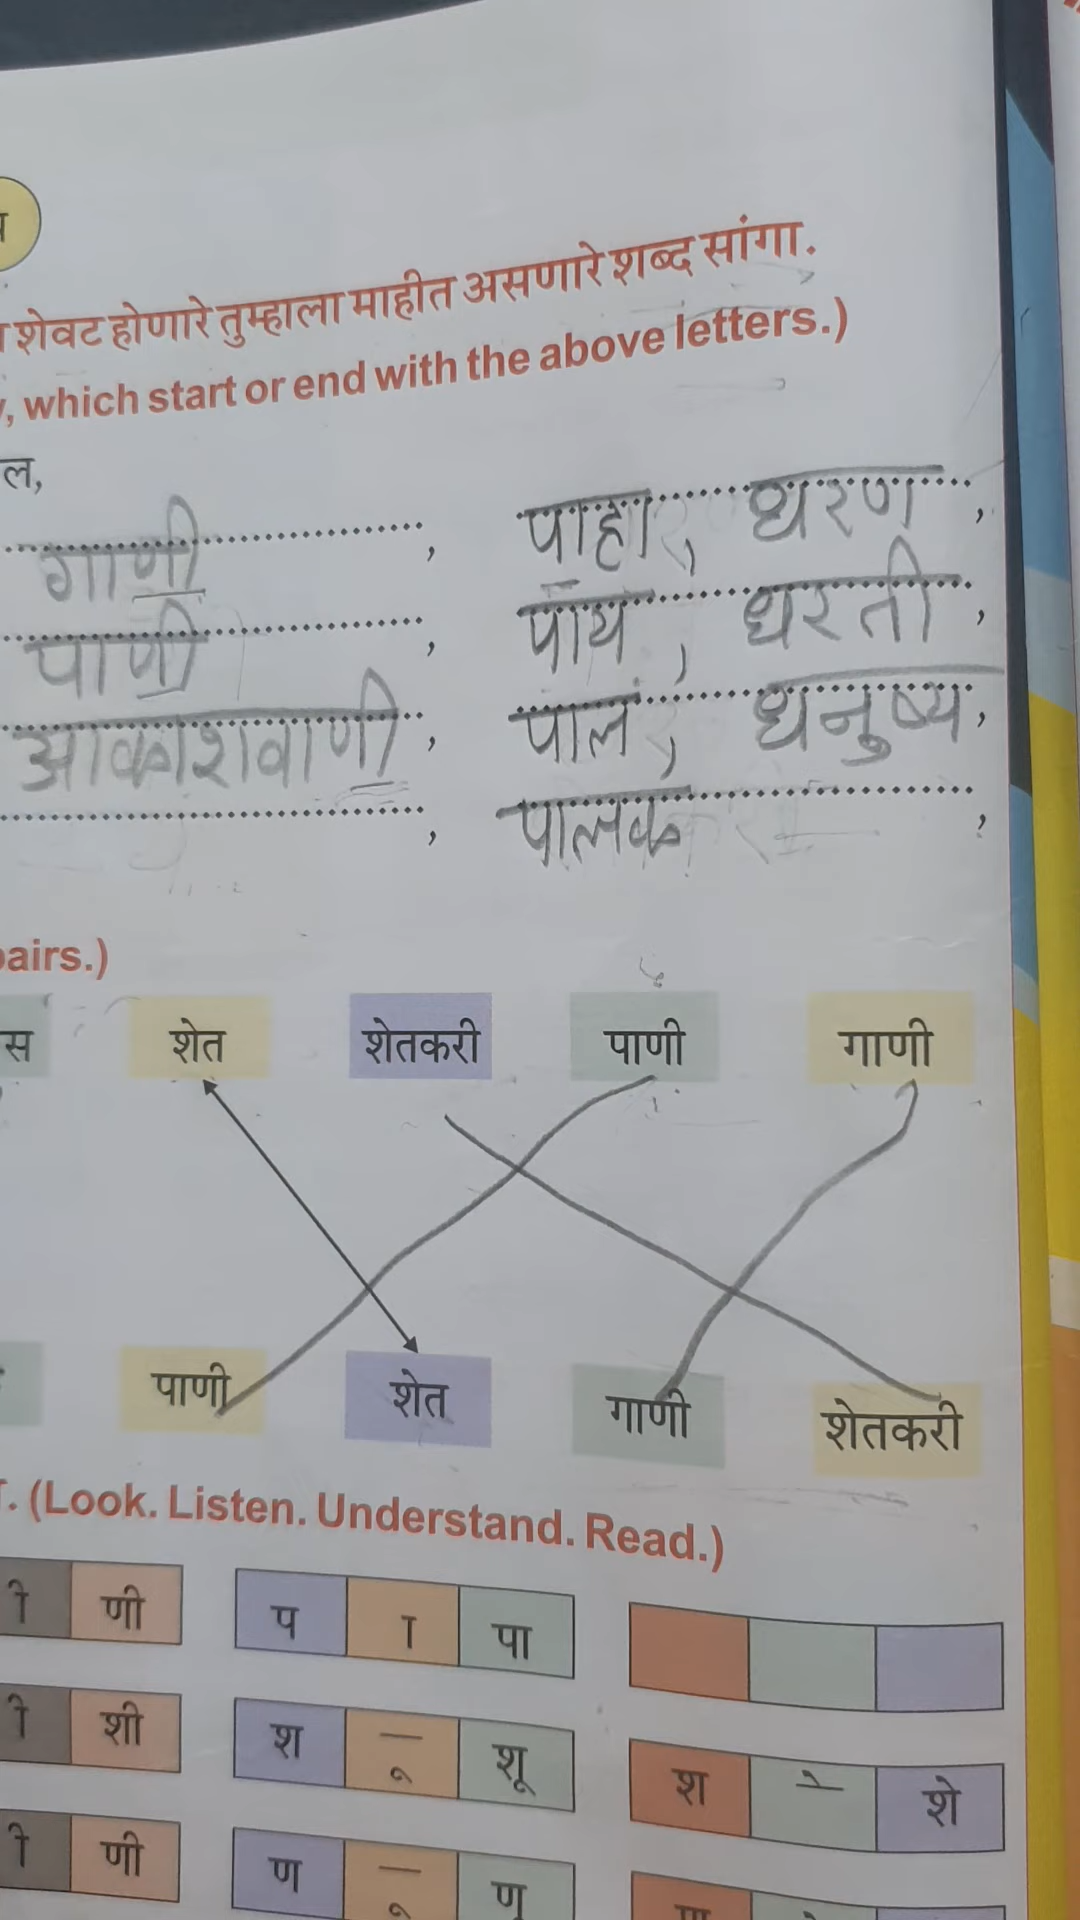 शेवट होणारे तुम्हाला माहीत असणारे शब्द सांगा.
, which start or end with the above letters.)
ल,
गाणी , पाहा, धरण ,
पाणी , पाय , धरती ,
आकाशवाणी , पाल , धनुष्य,
, पालक ,
airs.)
स शेत शेतकरी पाणी गाणी
पाणी शेत गाणी शेतकरी
. (Look. Listen. Understand. Read.)
ी णी प ा पा
ी शी श ू शू श े शे
ी णी ण ू णू